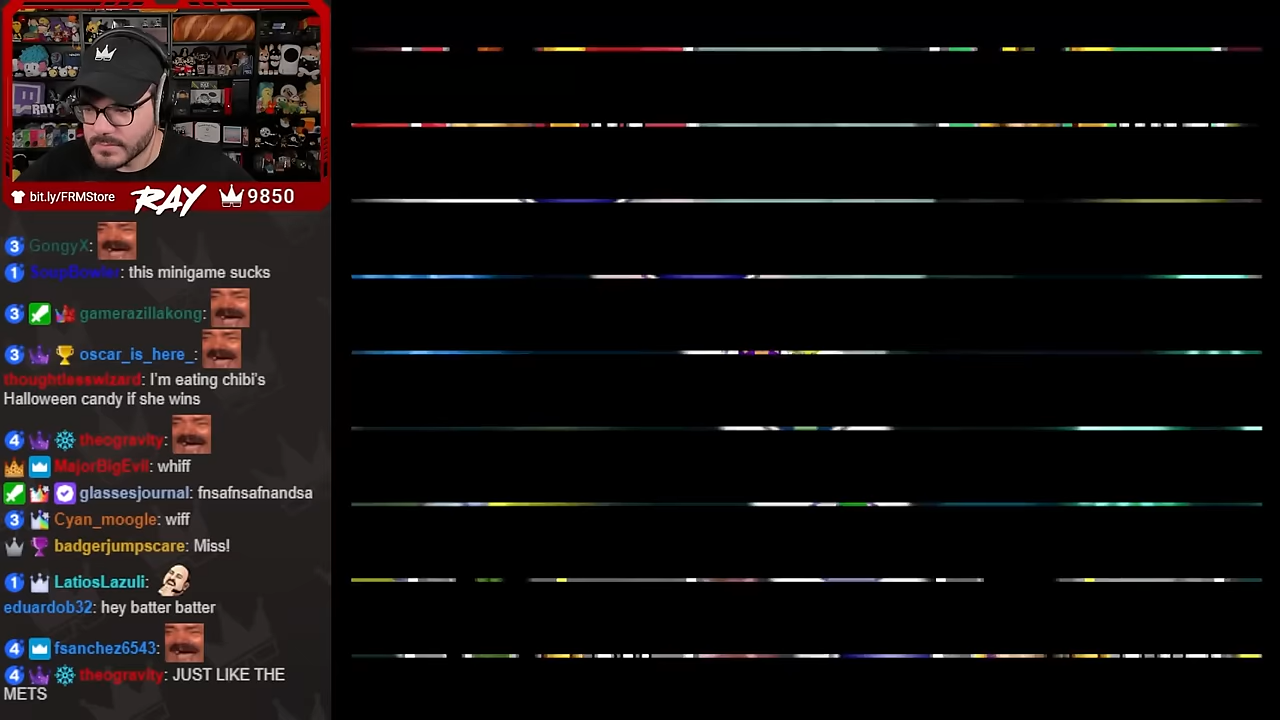 RAY
bit.ly/FRMStore RAY 9850
3 GongyX:
1 SoupBowler: this minigame sucks
3 gamerazillakong:
3 oscar_is_here_:
thoughtlesswizard: I'm eating chibi's
Halloween candy if she wins
4 theogravity:
MajorBigEvil: whiff
glassesjournal: fnsafnsafnandsa
3 Cyan_moogle: wiff
badgerjumpscare: Miss!
1 LatiosLazuli:
eduardob32: hey batter batter
4 fsanchez6543:
4 theogravity: JUST LIKE THE
METS